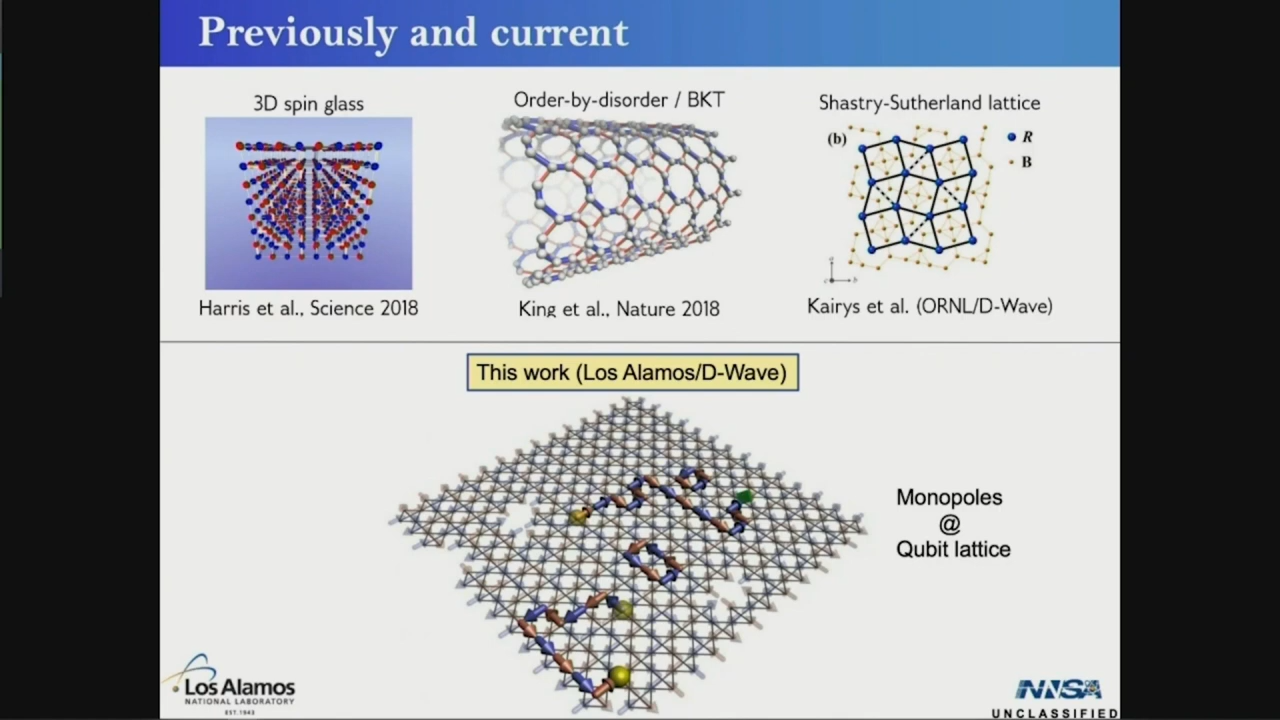 Previously and current
3D spin glass
Order-by-disorder / BKT
Shastry-Sutherland lattice
(b)
R
B
Harris et al., Science 2018
King et al., Nature 2018
Kairys et al. (ORNL/D-Wave)
This work (Los Alamos/D-Wave)
Monopoles
@
Qubit lattice
Los Alamos
NATIONAL LABORATORY
EST. 1943
NNSA
UNCLASSIFIED